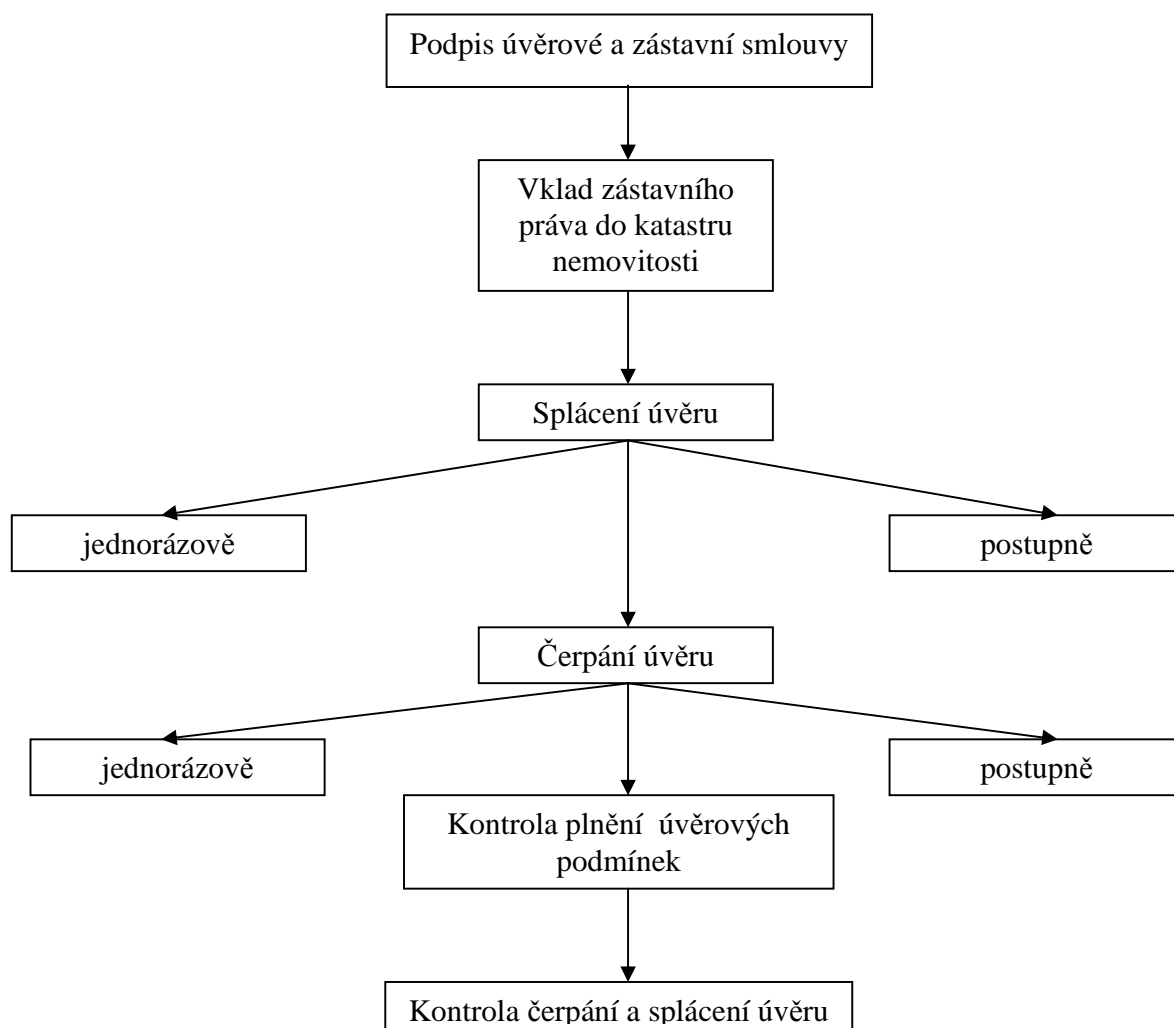 Podpis úvěrové a zástavní smlouvy
Vklad zástavního
práva do katastru
nemovitosti
Splácení úvěru
jednorázově
postupně
Čerpání úvěru
jednorázově
postupně
Kontrola plnění úvěrových
podmínek
Kontrola čerpání a splácení úvěru